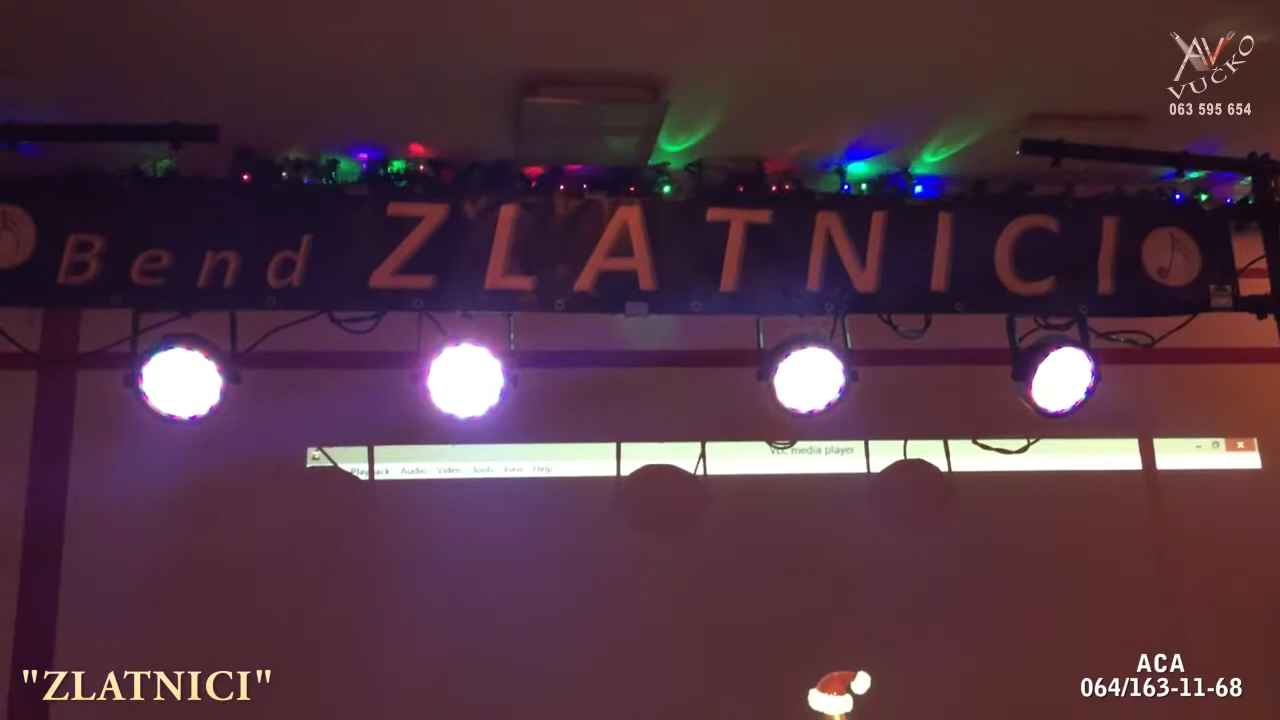 AV
VUČKO
063 595 654
Bend ZLATNICI
VLC media player
Playback Audio Video Tools View Help
"ZLATNICI"
ACA
064/163-11-68